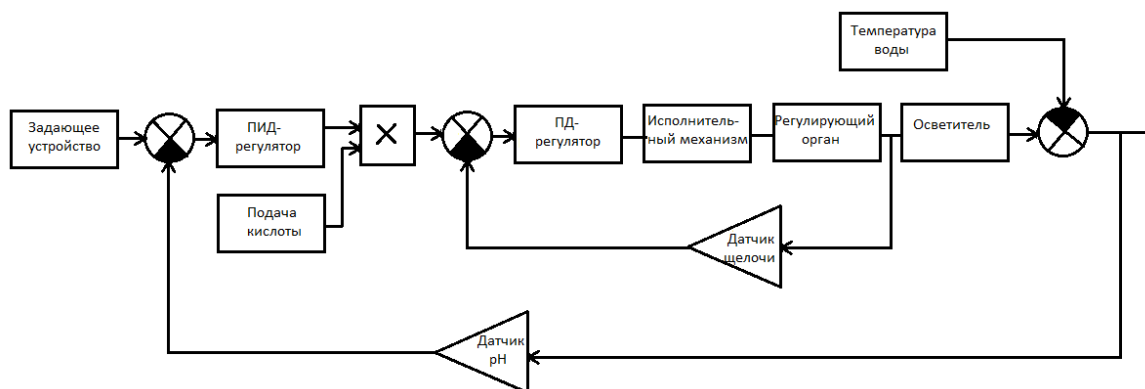 Температура
воды
Задающее
устройство
ПИД-
регулятор
ПД-
регулятор
Исполнитель-
ный механизм
Регулирующий
орган
Осветитель
Подача
кислоты
Датчик
щелочи
Датчик
pH